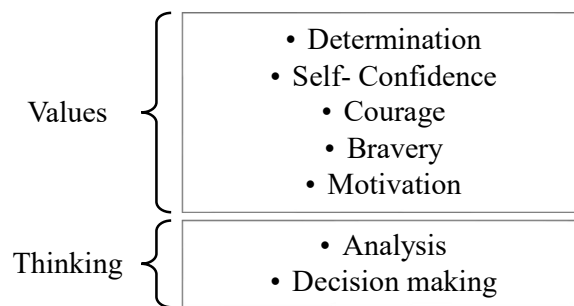 Values
• Determination
• Self- Confidence
• Courage
• Bravery
• Motivation
Thinking
• Analysis
• Decision making